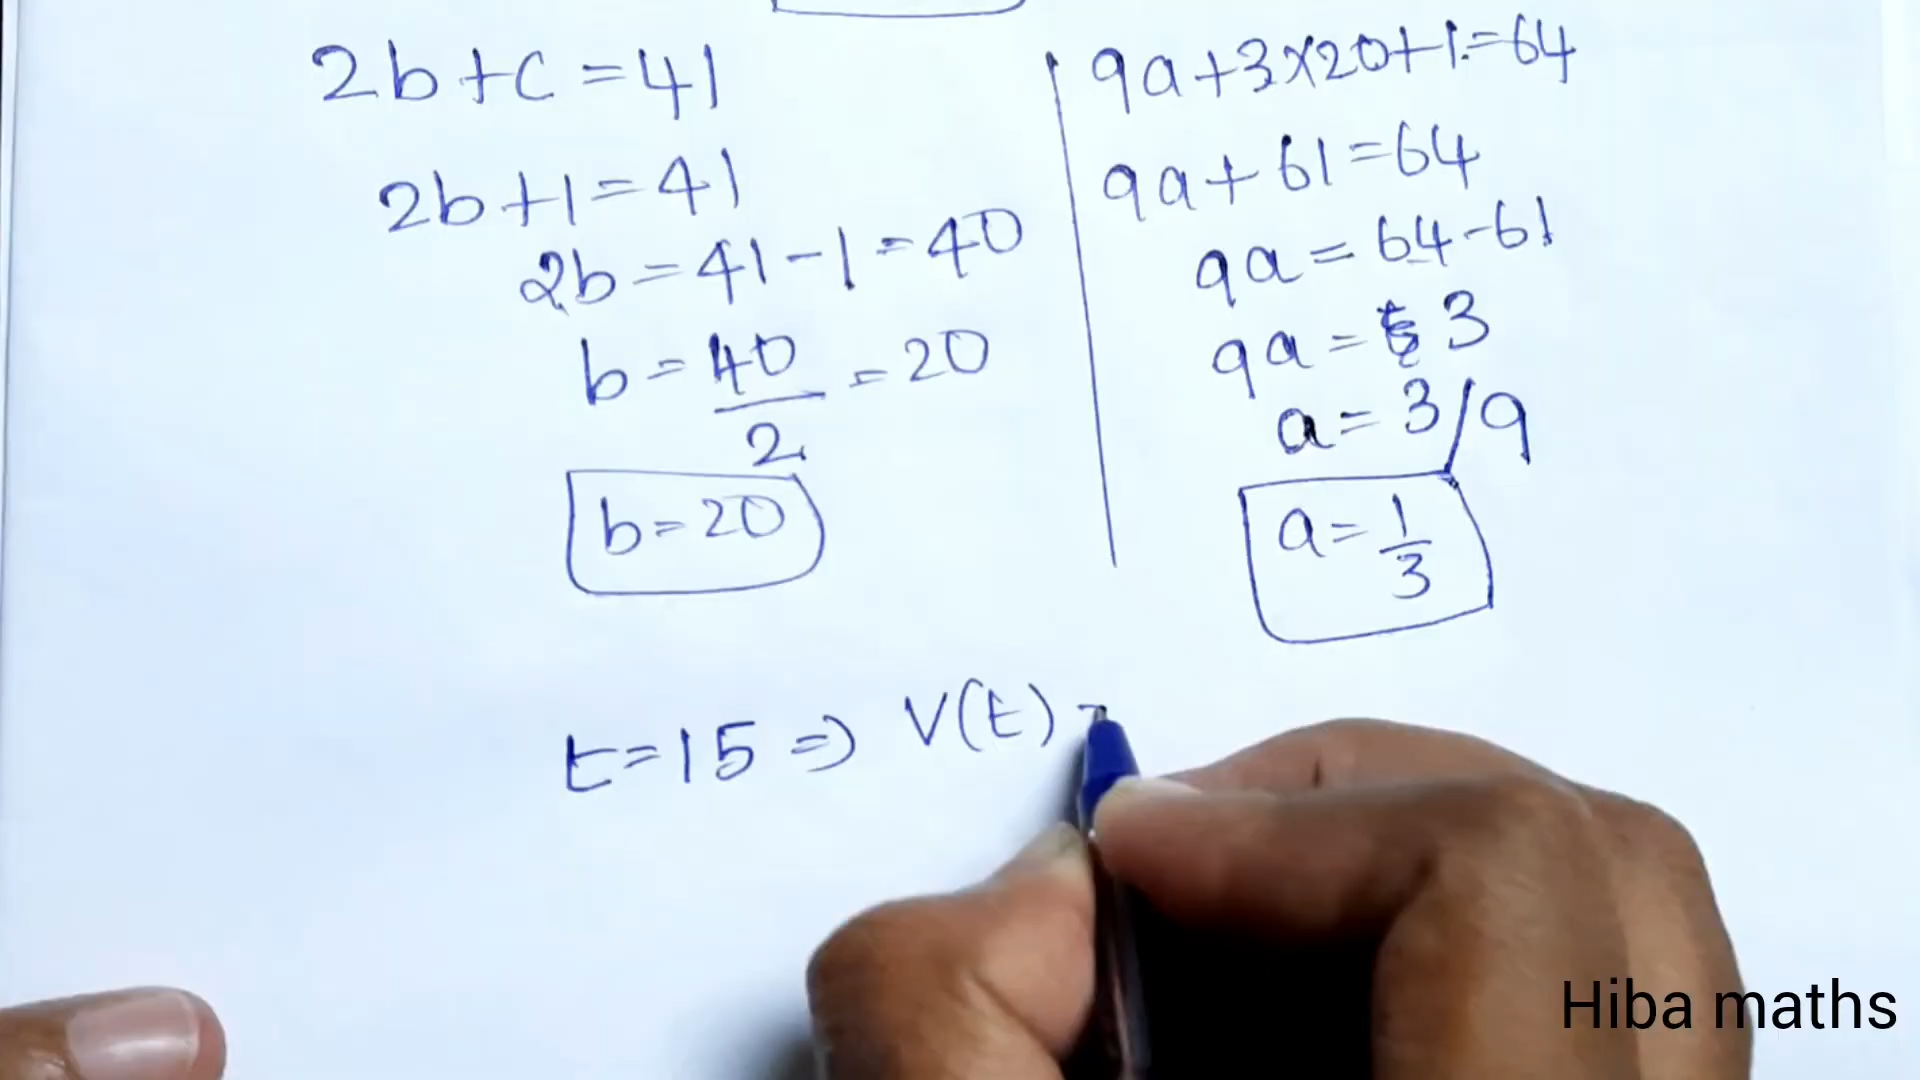 2b+c=41
2b+1=41
2b=41-1=40
b=40/2=20
b=20
9a+3×20+1=64
9a+61=64
9a=64-61
9a=3
a=3/9
a=1/3
t=15⇒ V(t) =
Hiba maths